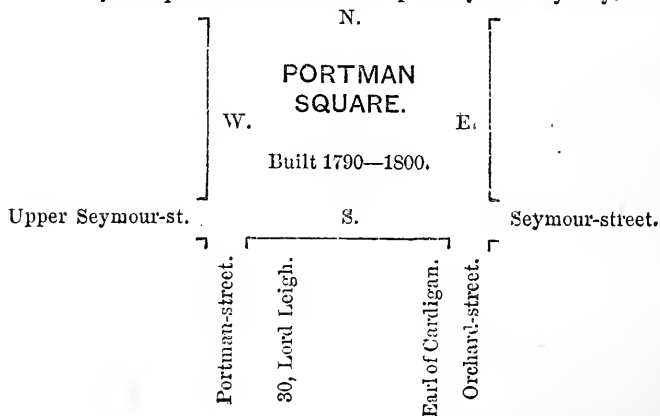 N.
PORTMAN
SQUARE.
W.
E.
Built 1790—1800.
Upper Seymour-st.
S.
Seymour-street.
Portman-street.
30, Lord Leigh.
Earl of Cardigan.
Orchard-street.